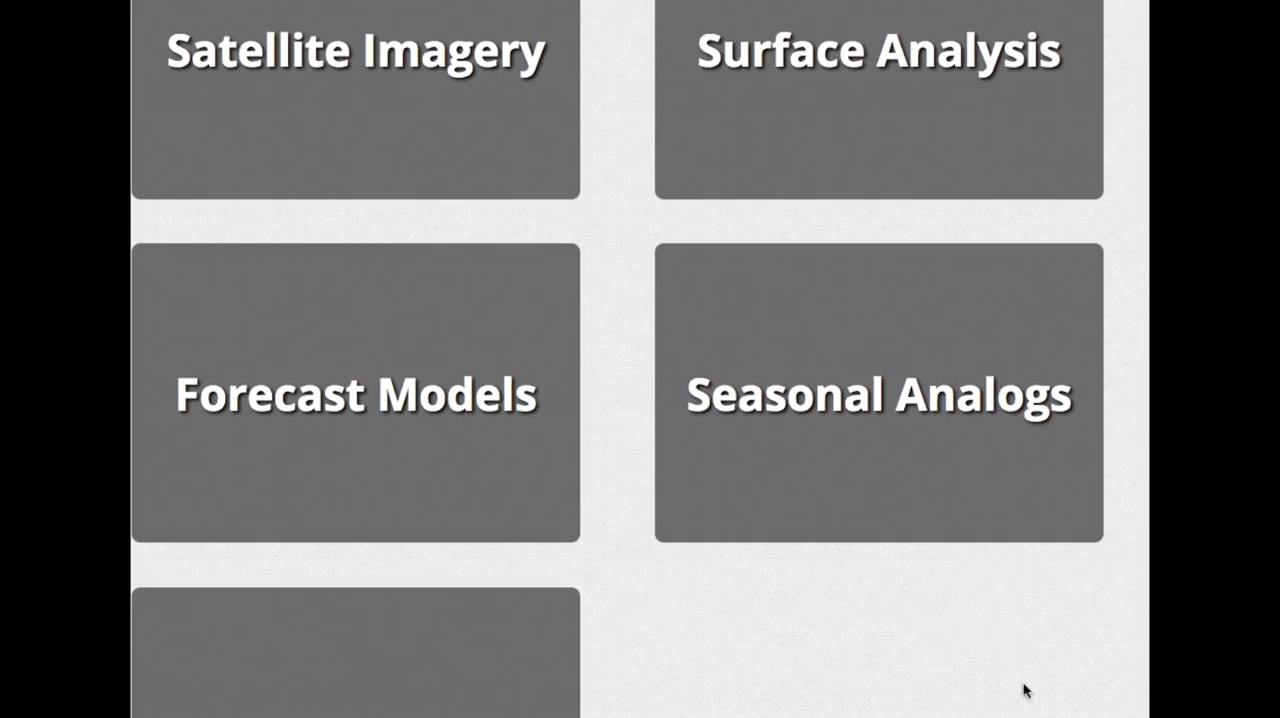 Satellite Imagery
Surface Analysis
Forecast Models
Seasonal Analogs